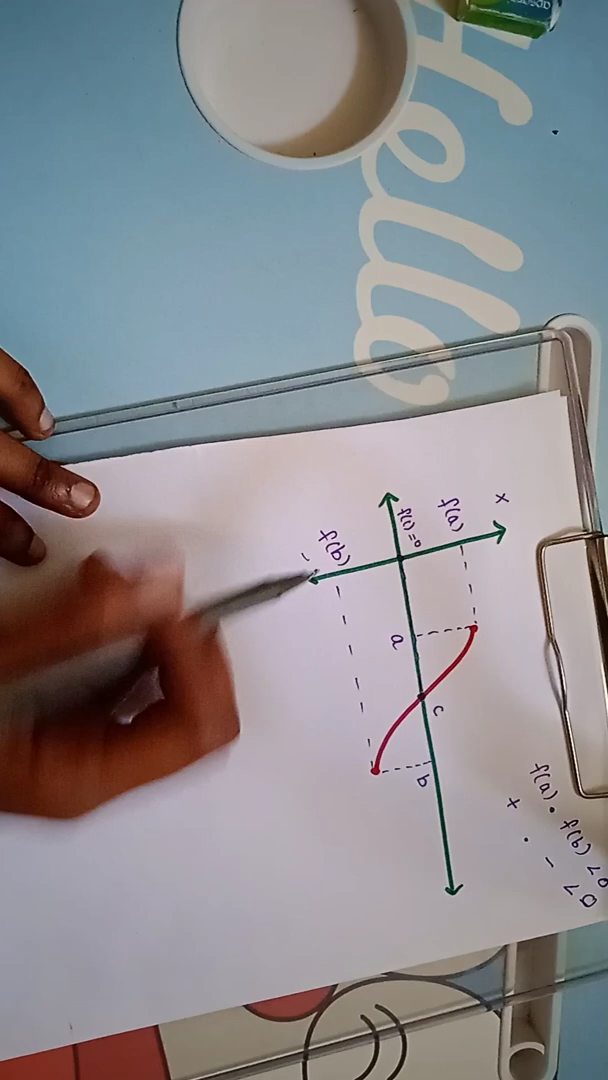 Hello
f(a) • f(b) < 0
+ • - < 0
x
f(a)
f(c)=0
f(b)
a
c
b